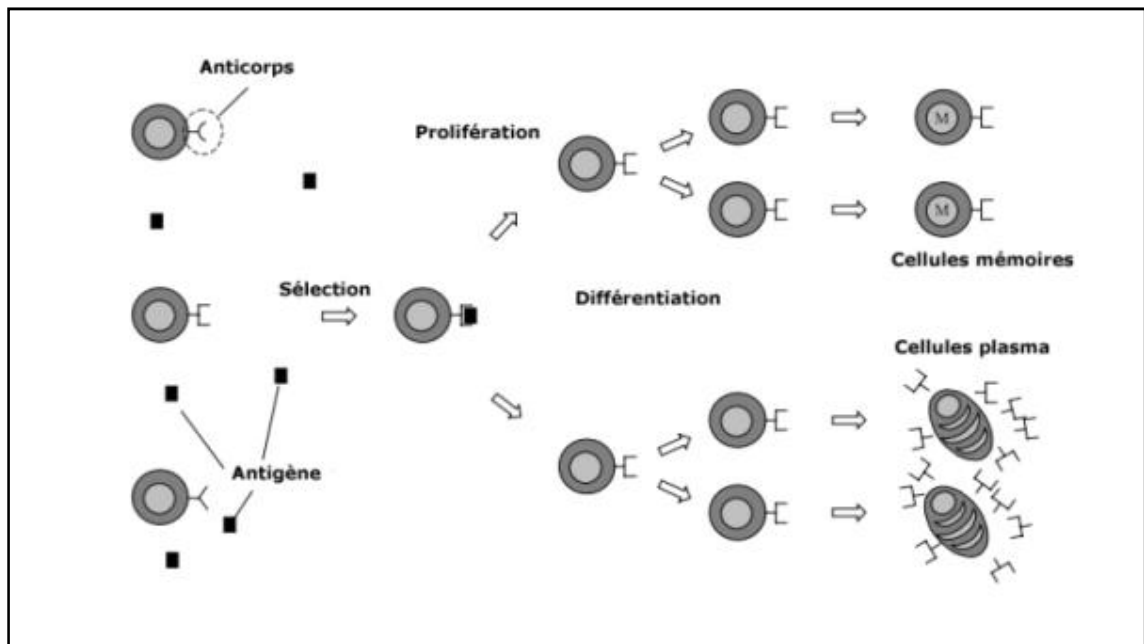 Anticorps
Prolifération
M
M
Cellules mémoires
Sélection
Différentiation
Cellules plasma
Antigène